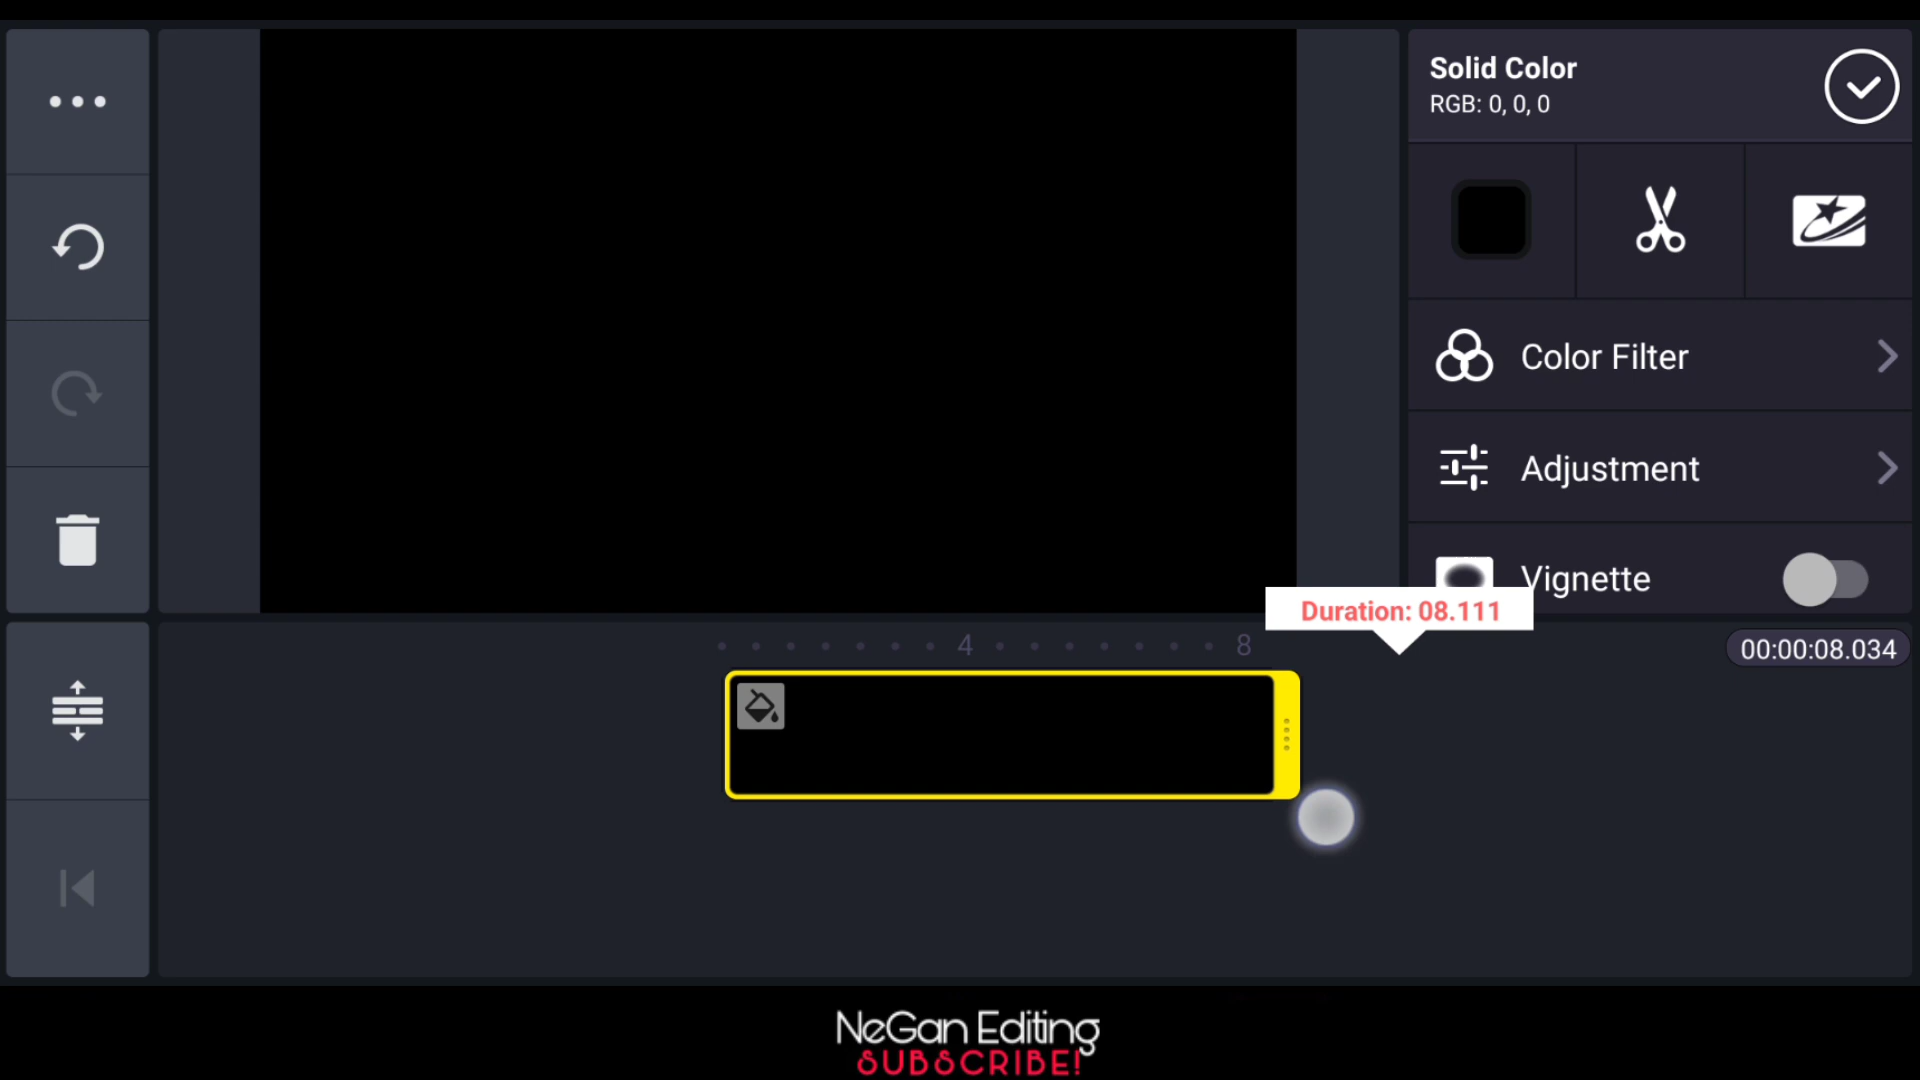 Solid Color
RGB: 0, 0, 0
Color Filter
Adjustment
Vignette
Duration: 08.111
4
8
00:00:08.034
NeGan Editing
SUBSCRIBE!